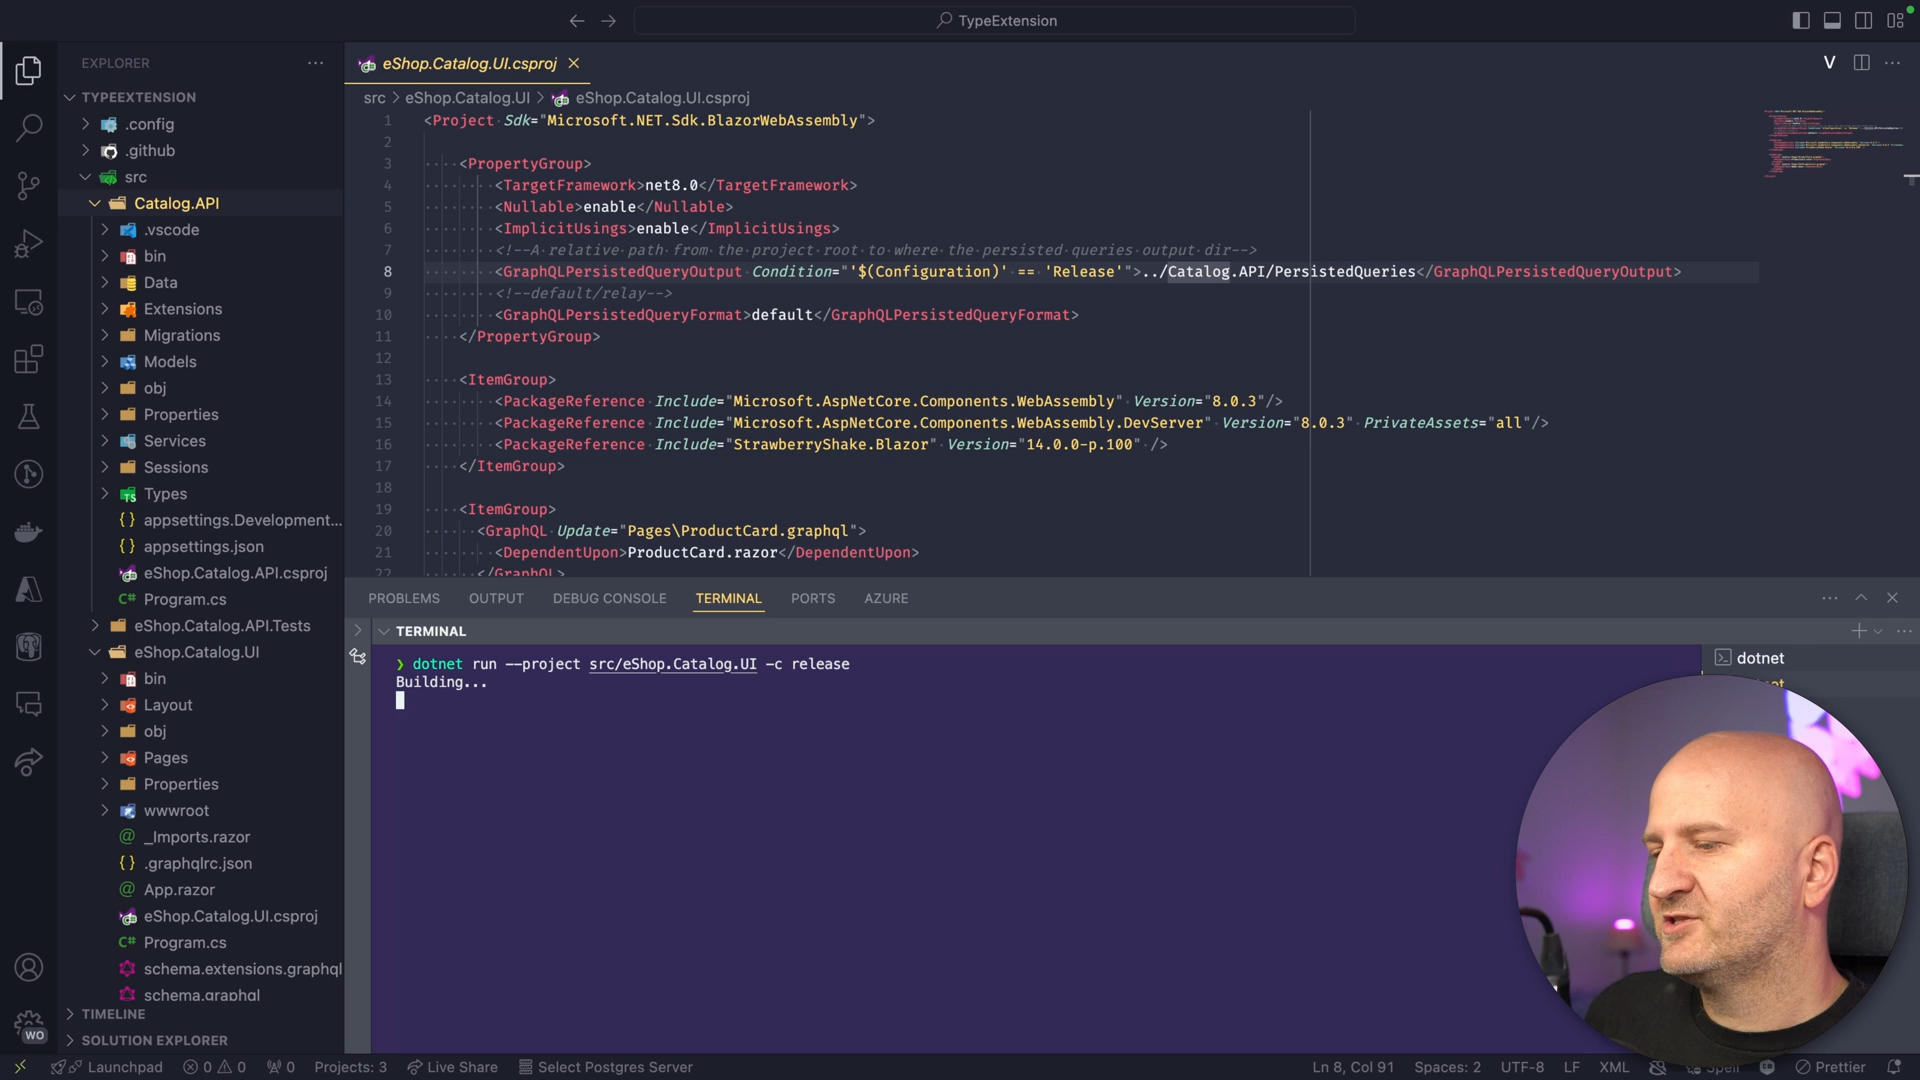 TypeExtension
EXPLORER
TYPEEXTENSION
.config
.github
src
Catalog.API
.vscode
bin
Data
Extensions
Migrations
Models
obj
Properties
Services
Sessions
Types
appsettings.Development...
appsettings.json
eShop.Catalog.API.csproj
Program.cs
eShop.Catalog.API.Tests
eShop.Catalog.UI
bin
Layout
obj
Pages
Properties
wwwroot
_Imports.razor
.graphqlrc.json
App.razor
eShop.Catalog.UI.csproj
Program.cs
schema.extensions.graphql
schema.graphql
TIMELINE
SOLUTION EXPLORER
eShop.Catalog.UI.csproj
V
src > eShop.Catalog.UI > eShop.Catalog.UI.csproj
1 <Project Sdk="Microsoft.NET.Sdk.BlazorWebAssembly">
2
3 <PropertyGroup>
4 <TargetFramework>net8.0</TargetFramework>
5 <Nullable>enable</Nullable>
6 <ImplicitUsings>enable</ImplicitUsings>
7 <!--A relative path from the project root to where the persisted queries output dir-->
8 <GraphQLPersistedQueryOutput Condition="'$(Configuration)' == 'Release'">../Catalog.API/PersistedQueries</GraphQLPersistedQueryOutput>
9 <!--default/relay-->
10 <GraphQLPersistedQueryFormat>default</GraphQLPersistedQueryFormat>
11 </PropertyGroup>
12
13 <ItemGroup>
14 <PackageReference Include="Microsoft.AspNetCore.Components.WebAssembly" Version="8.0.3"/>
15 <PackageReference Include="Microsoft.AspNetCore.Components.WebAssembly.DevServer" Version="8.0.3" PrivateAssets="all"/>
16 <PackageReference Include="StrawberryShake.Blazor" Version="14.0.0-p.100" />
17 </ItemGroup>
18
19 <ItemGroup>
20 <GraphQL Update="Pages\ProductCard.graphql">
21 <DependentUpon>ProductCard.razor</DependentUpon>
22 </GraphQL>
PROBLEMS OUTPUT DEBUG CONSOLE TERMINAL PORTS AZURE
TERMINAL
❯ dotnet run --project src/eShop.Catalog.UI -c release
Building...
dotnet
WO
Launchpad 0 0 0 Projects: 3 Live Share Select Postgres Server Ln 8, Col 91 Spaces: 2 UTF-8 LF XML Spell Prettier